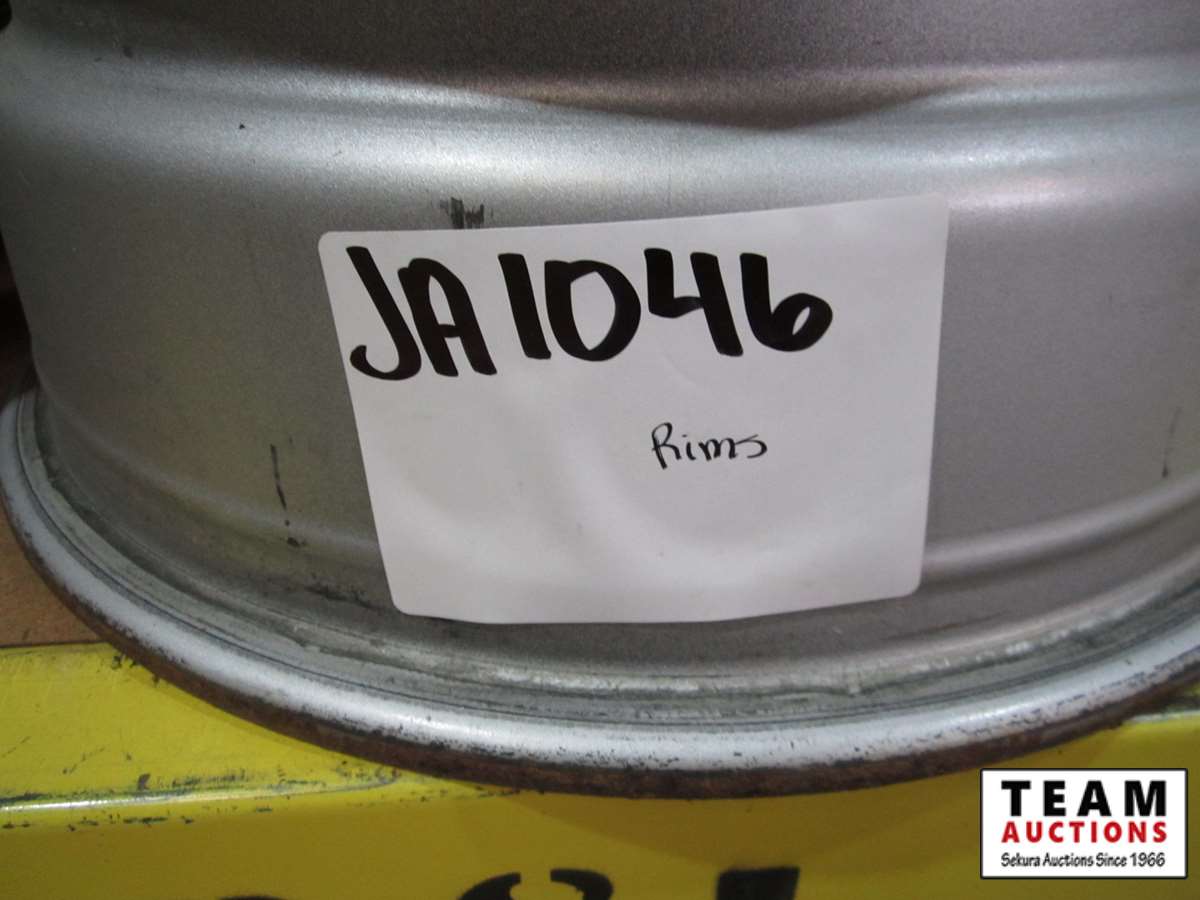 JA1046
Rims
TEAM
AUCTIONS
Sekura Auctions Since 1966